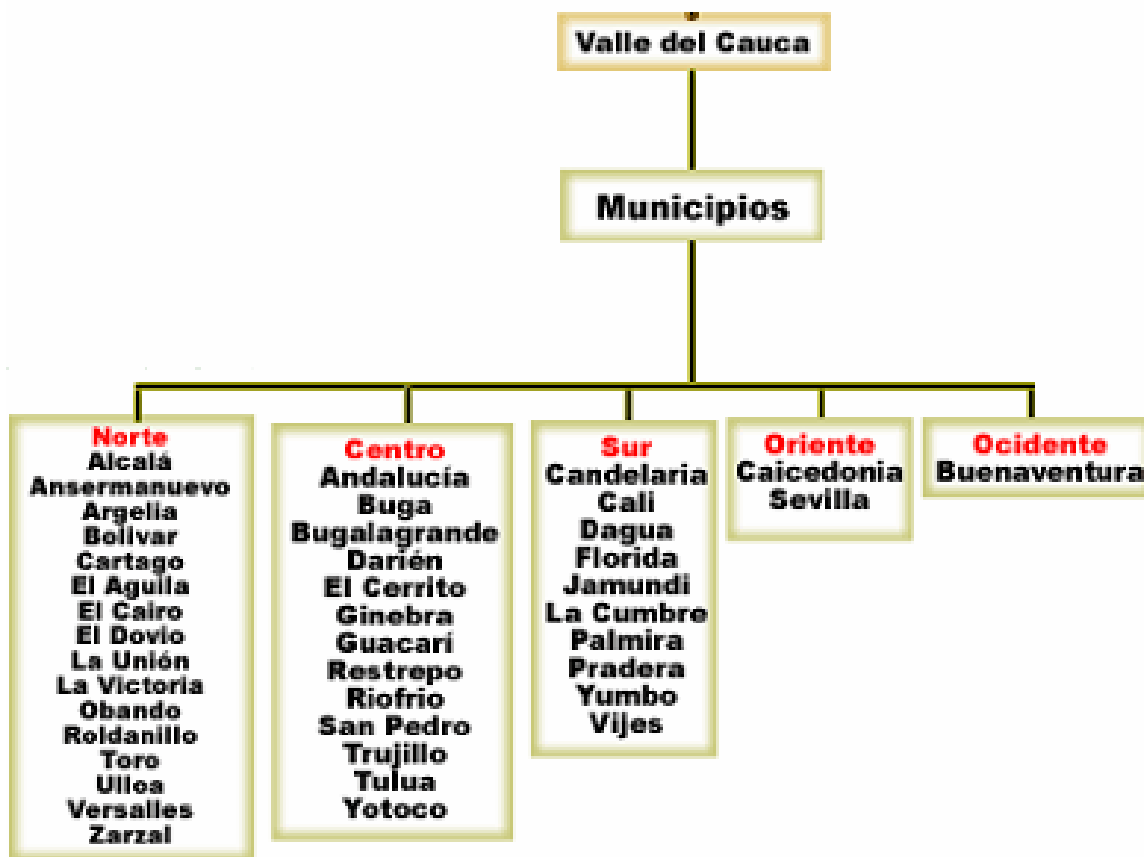 Valle del Cauca
Municipios
Norte
Alcalá
Ansermanuevo
Argelia
Bolivar
Cartago
El Aguila
El Cairo
El Dovio
La Unión
La Victoria
Obando
Roldanillo
Toro
Ulloa
Versalles
Zarzal
Centro
Andalucía
Buga
Bugalagrande
Darién
El Cerrito
Ginebra
Guacarí
Restrepo
Riofrio
San Pedro
Trujillo
Tulua
Yotoco
Sur
Candelaria
Cali
Dagua
Florida
Jamundi
La Cumbre
Palmira
Pradera
Yumbo
Vijes
Oriente
Caicedonia
Sevilla
Ocidente
Buenaventura